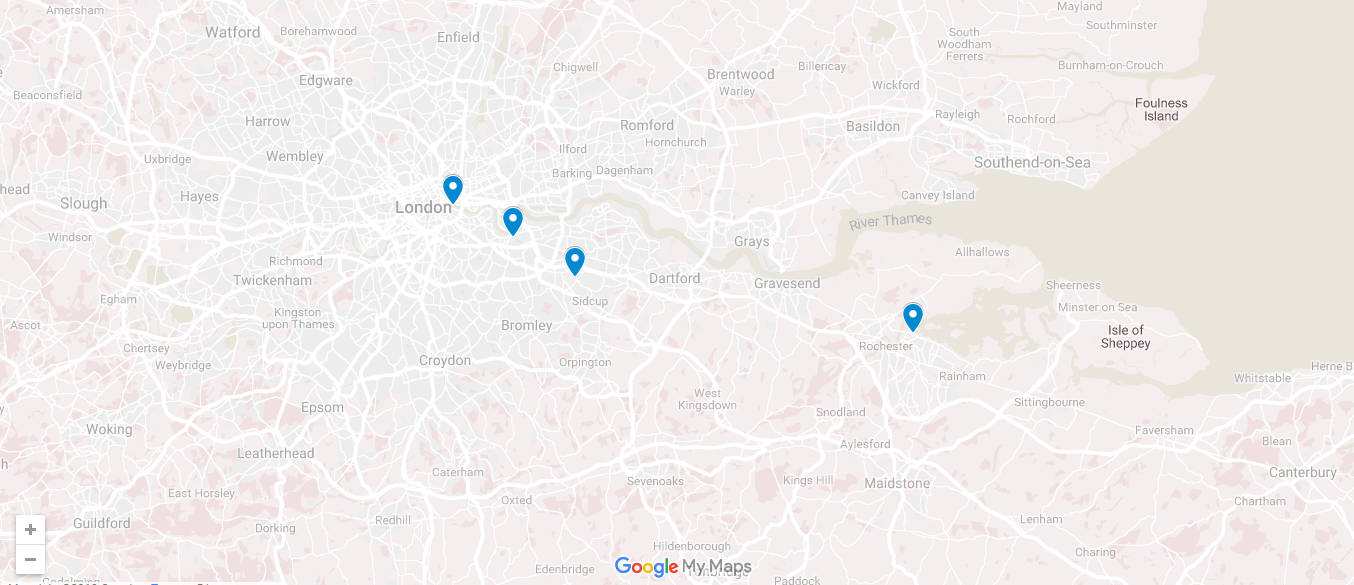 Amersham
Watford
Borehamwood
Enfield
Mayland
Southminster
South
Woodham
Ferrers
Edgware
Chigwell
Brentwood
Warley
Billericay
Wickford
Burnham-on-Crouch
Beaconsfield
Harrow
Romford
Hornchurch
Basildon
Rayleigh
Rochford
Foulness
Island
Uxbridge
Wembley
Ilford
Barking
Dagenham
Southend-on-Sea
Slough
Hayes
London
Canvey Island
River Thames
Windsor
Richmond
Twickenham
Grays
Allhallows
Dartford
Gravesend
Sheerness
Egham
Kingston
upon Thames
Sidcup
Bromley
Minster on Sea
Ascot
Chertsey
Weybridge
Croydon
Orpington
Rochester
Isle of
Sheppey
Rainham
Herne B
Whitstable
Epsom
West
Kingsdown
Snodland
Sittingbourne
Woking
Leatherhead
Aylesford
Faversham
Blean
Canterbury
Caterham
Sevenoaks
Kings Hill
Maidstone
East Horsley
Oxted
Chartham
Guildford
Dorking
Redhill
Lenham
Hildenborough
Charing
Edenbridge
Google My Maps
Paddock
+
−